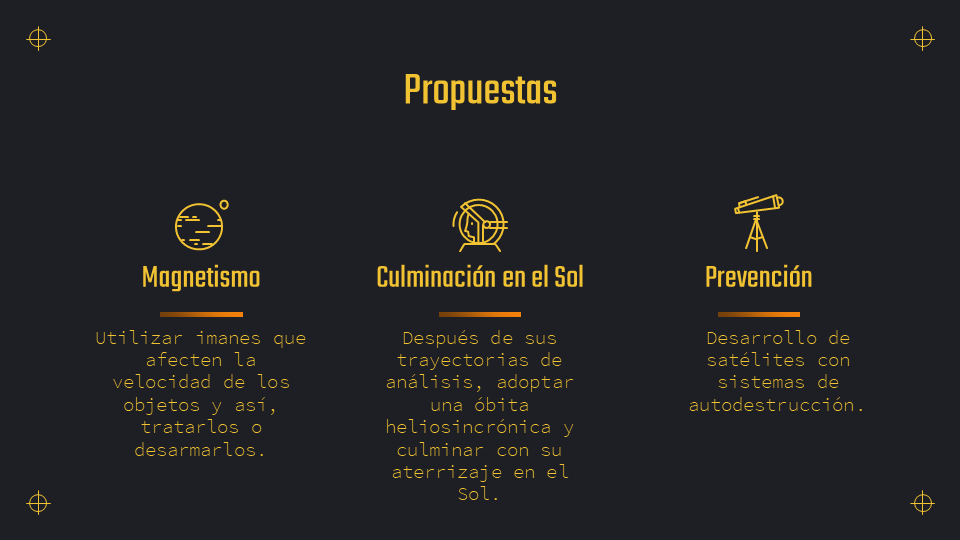 Propuestas
Magnetismo
Utilizar imanes que
afecten la
velocidad de los
objetos y así,
tratarlos o
desarmarlos.
Culminación en el Sol
Después de sus
trayectorias de
análisis, adoptar
una óbita
heliosincrónica y
culminar con su
aterrizaje en el
Sol.
Prevención
Desarrollo de
satélites con
sistemas de
autodestrucción.